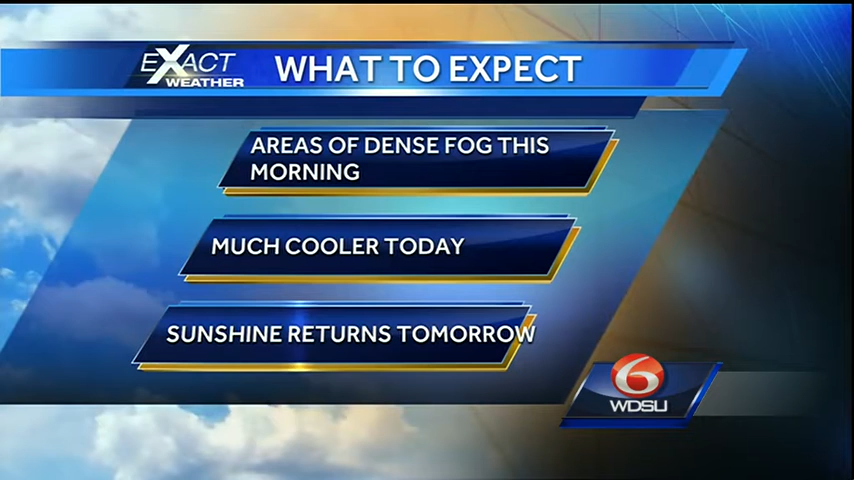 EXACT
WEATHER
WHAT TO EXPECT
AREAS OF DENSE FOG THIS
MORNING
MUCH COOLER TODAY
SUNSHINE RETURNS TOMORROW
6
WDSU